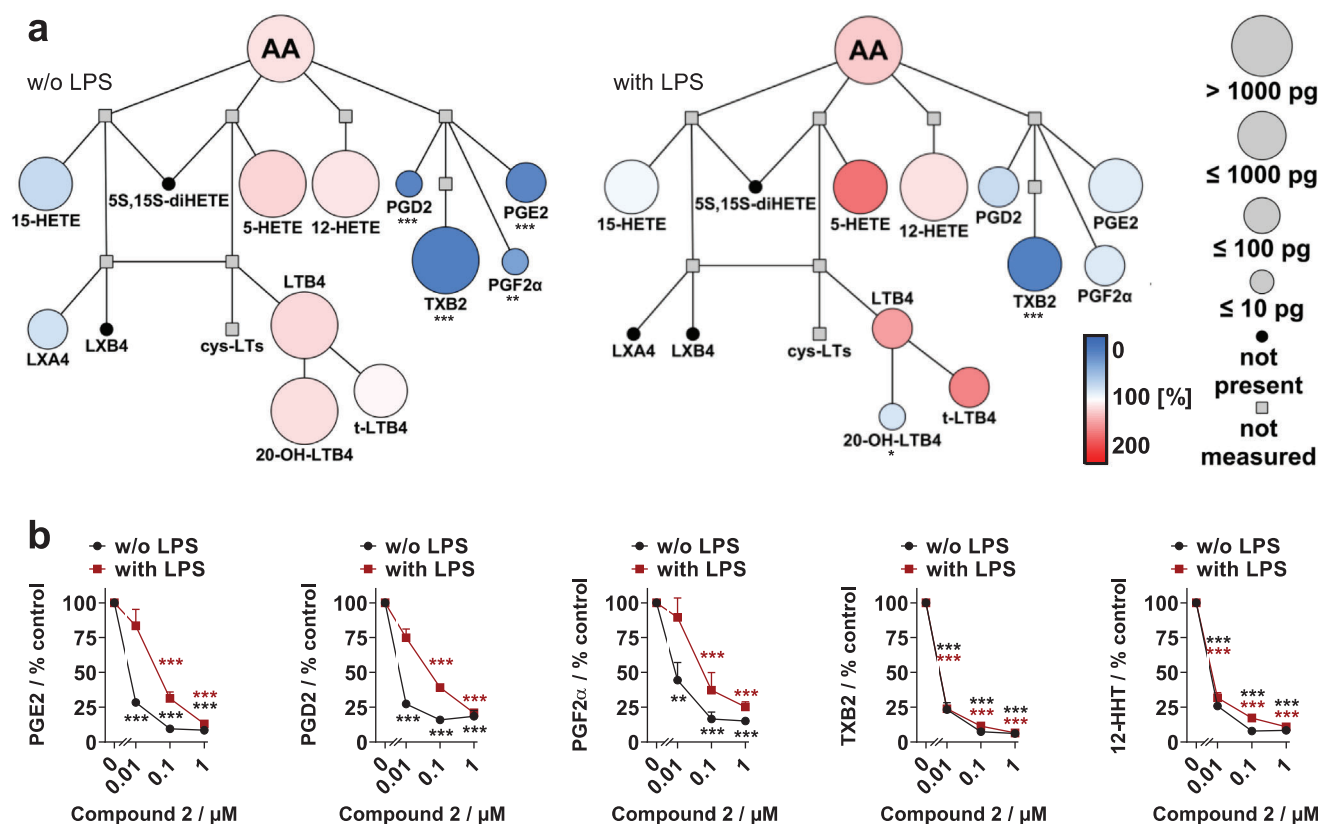 a
w/o LPS
AA
15-HETE
5S,15S-diHETE
5-HETE
12-HETE
PGD2
***
PGE2
***
TXB2
***
PGF2α
**
LXA4
LXB4
cys-LTs
LTB4
20-OH-LTB4
t-LTB4
with LPS
AA
15-HETE
5S,15S-diHETE
5-HETE
12-HETE
PGD2
PGE2
TXB2
***
PGF2α
LXA4
LXB4
cys-LTs
LTB4
20-OH-LTB4
*
t-LTB4
0
100 [%]
200
> 1000 pg
≤ 1000 pg
≤ 100 pg
≤ 10 pg
not
present
not
measured
b
w/o LPS
with LPS
PGE2 / % control
100
75
50
25
0
***
***
***
***
***
0
0.01
0.1
1
Compound 2 / µM
w/o LPS
with LPS
PGD2 / % control
100
75
50
25
0
***
***
***
***
***
0
0.01
0.1
1
Compound 2 / µM
w/o LPS
with LPS
PGF2α / % control
100
75
50
25
0
***
***
**
***
***
0
0.01
0.1
1
Compound 2 / µM
w/o LPS
with LPS
TXB2 / % control
100
75
50
25
0
***
***
***
***
***
***
0
0.01
0.1
1
Compound 2 / µM
w/o LPS
with LPS
12-HHT / % control
100
75
50
25
0
***
***
***
***
***
***
0
0.01
0.1
1
Compound 2 / µM